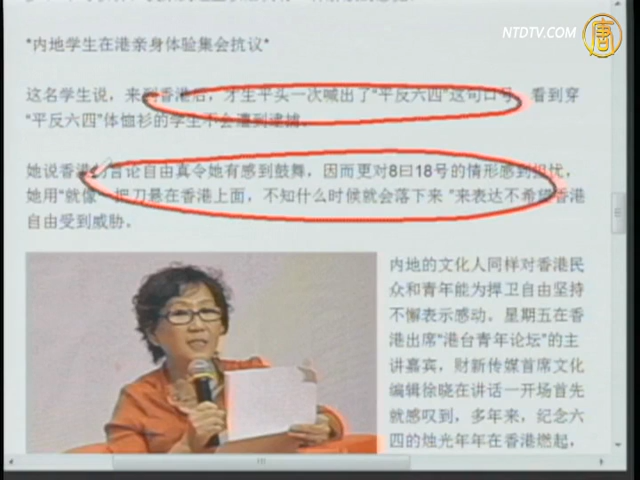 NTDTV.COM
唐
*内地学生在港亲身体验集会抗议*
这名学生说，来到香港后，才生平头一次喊出了"平反六四"这句口号，看到穿
"平反六四"体恤衫的学生不会遭到逮捕。
她说香港的言论自由真令她有感到鼓舞，因而更对8日18号的情形感到担忧，
她用"就像一把刀悬在香港上面，不知什么时候就会落下来"来表达不希望香港
自由受到威胁。
内地的文化人同样对香港民
众和青年能为捍卫自由坚持
不懈表示感动。星期五在香
港出席"港台青年论坛"的主
讲嘉宾，财新传媒首席文化
编辑徐晓在讲话一开场首先
就感叹到，多年来，纪念六
四的烛光年年在香港燃起，